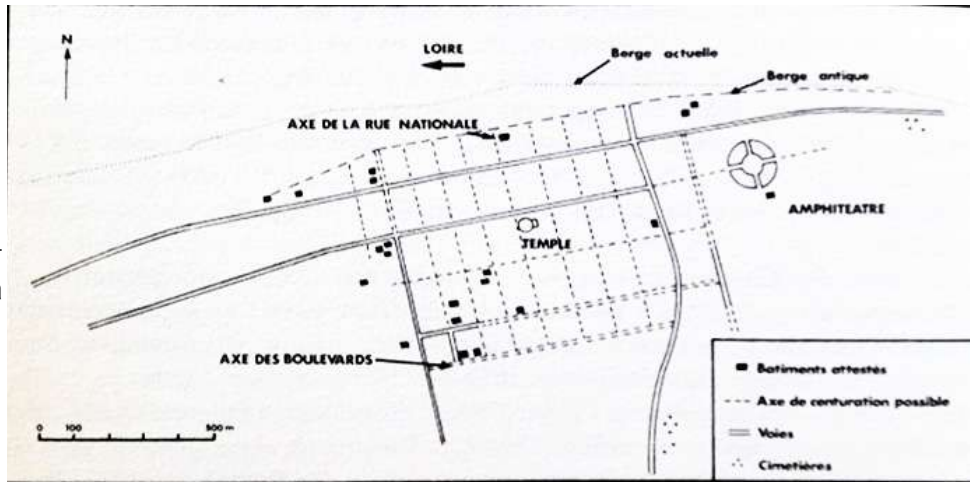 N
LOIRE
Berge actuelle
Berge antique
AXE DE LA RUE NATIONALE
AMPHITEATRE
TEMPLE
AXE DES BOULEVARDS
0 100 500 m
Batiments attestés
Axe de centuration possible
Voies
Cimetières